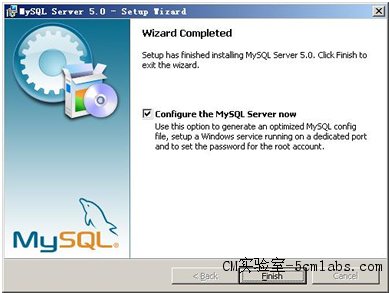 MySQL Server 5.0 - Setup Wizard
Wizard Completed
Setup has finished installing MySQL Server 5.0. Click Finish to
exit the wizard.
Configure the MySQL Server now
Use this option to generate an optimized MySQL config
file, setup a Windows service running on a dedicated port
and to set the password for the root account.
MySQL®
CM实验室-5cmlabs.com
< Back
Finish
Cancel